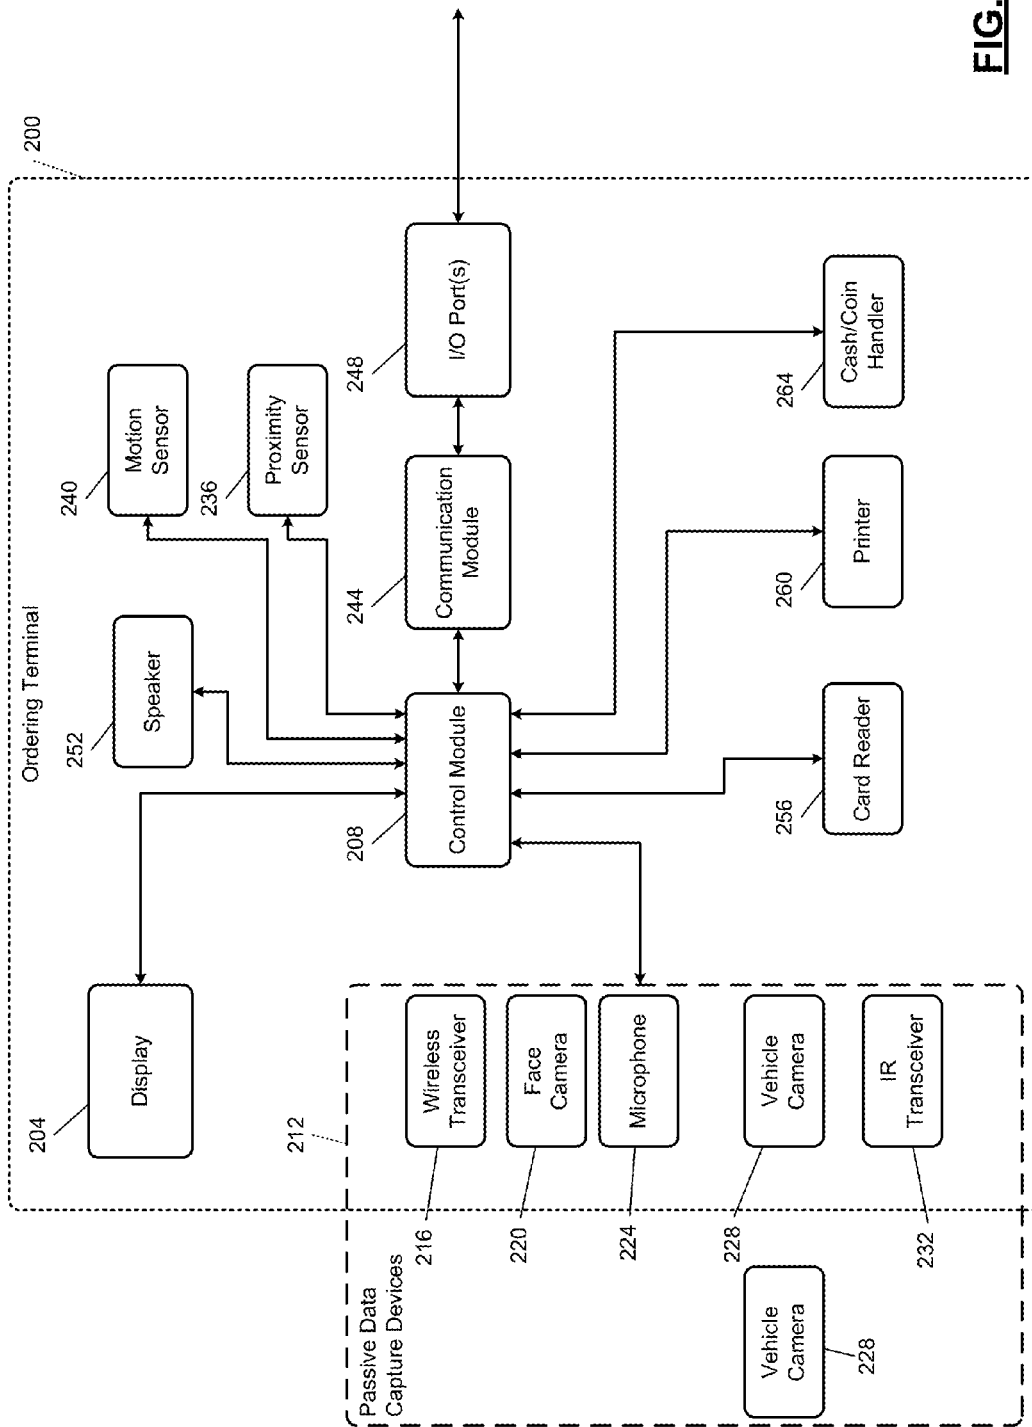 Ordering Terminal
200
Display
204
Speaker
252
Motion
Sensor
240
Proximity
Sensor
236
Control Module
208
Communication
Module
244
I/O Port(s)
248
Passive Data
Capture Devices
212
Wireless
Transceiver
216
Face
Camera
220
Microphone
224
Vehicle
Camera
228
Vehicle
Camera
228
IR
Transceiver
232
Card Reader
256
Printer
260
Cash/Coin
Handler
264
FIG.